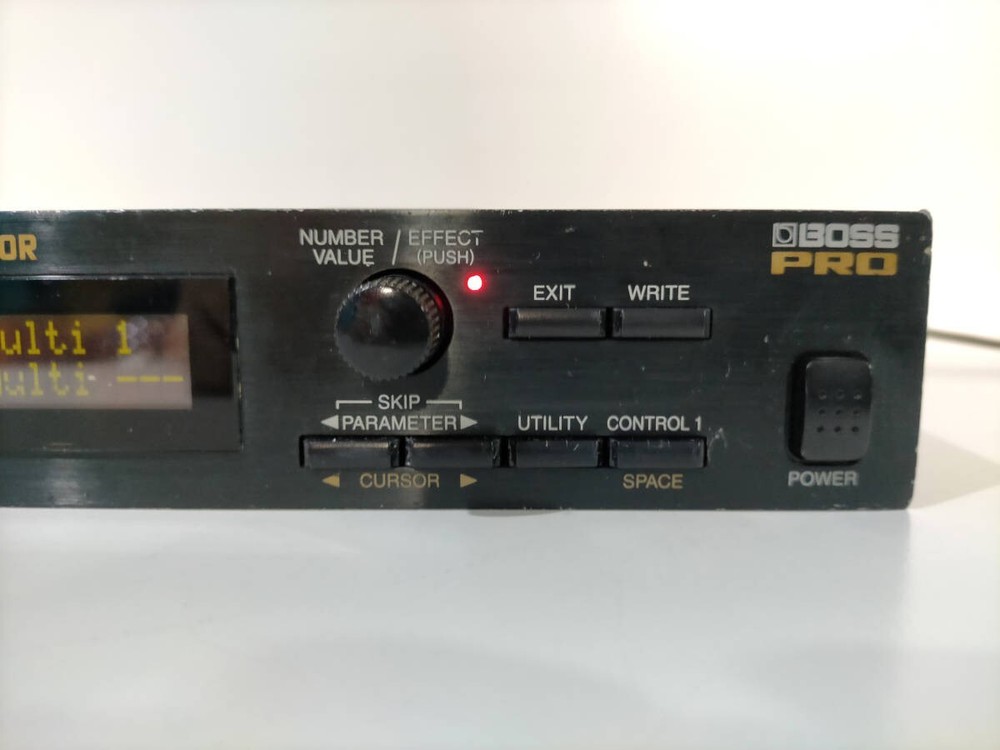 OR
ulti 1
ulti ---
NUMBER / EFFECT
VALUE (PUSH)
EXIT
WRITE
SKIP
◀PARAMETER▶
◀ CURSOR ▶
UTILITY
CONTROL 1
SPACE
BOSS
PRO
POWER